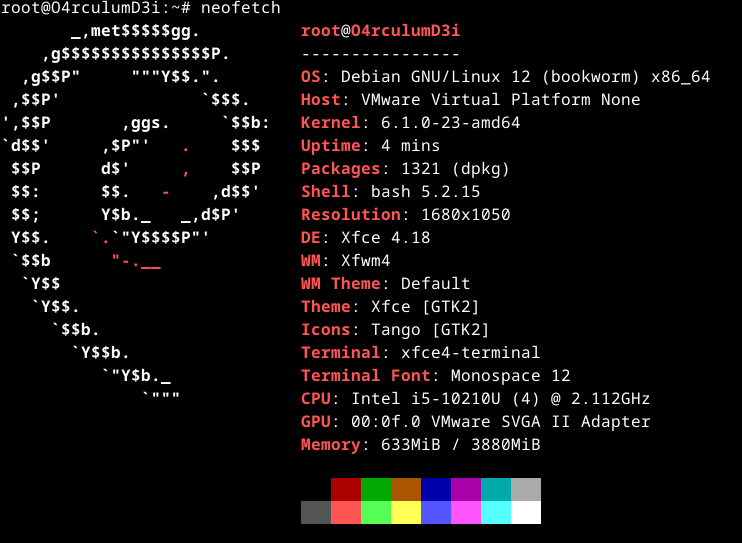 root@O4rculumD3i:~# neofetch
       _,met$$$$$gg.          root@O4rculumD3i
    ,g$$$$$$$$$$$$$$$P.       ----------------
  ,g$$P"     """Y$$.".        OS: Debian GNU/Linux 12 (bookworm) x86_64
 ,$$P'              `$$$.     Host: VMware Virtual Platform None
',$$P       ,ggs.     `$$b:   Kernel: 6.1.0-23-amd64
`d$$'     ,$P"'   .    $$$    Uptime: 4 mins
 $$P      d$'     ,    $$P    Packages: 1321 (dpkg)
 $$:      $$.   -    ,d$$'    Shell: bash 5.2.15
 $$;      Y$b._   _,d$P'      Resolution: 1680x1050
 Y$$.    `.`"Y$$$$P"'         DE: Xfce 4.18
 `$$b      "-.__              WM: Xfwm4
  `Y$$                        WM Theme: Default
   `Y$$.                      Theme: Xfce [GTK2]
     `$$b.                    Icons: Tango [GTK2]
       `Y$$b.                 Terminal: xfce4-terminal
          `"Y$b._             Terminal Font: Monospace 12
              `"""            CPU: Intel i5-10210U (4) @ 2.112GHz
                              GPU: 00:0f.0 VMware SVGA II Adapter
                              Memory: 633MiB / 3880MiB